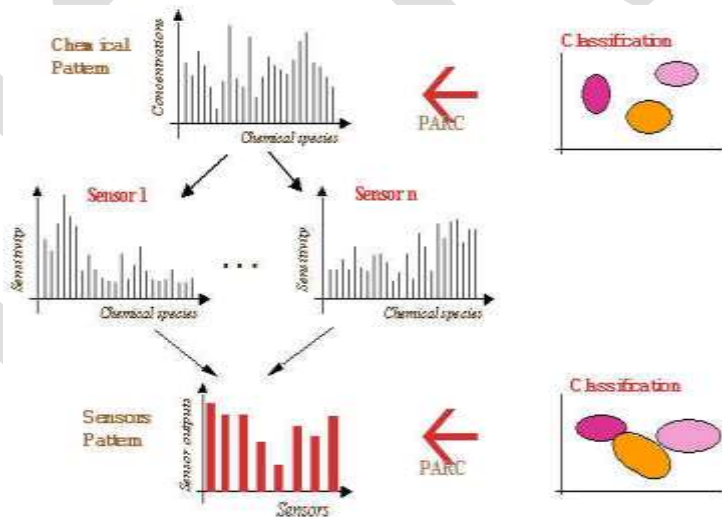 Chemical
Pattern
Concentrations
Chemical species
PARC
Classification
Sensor 1
Sensitivity
Chemical species
...
Sensor n
Sensitivity
Chemical species
Sensors
Pattern
Sensor outputs
Sensors
PARC
Classification